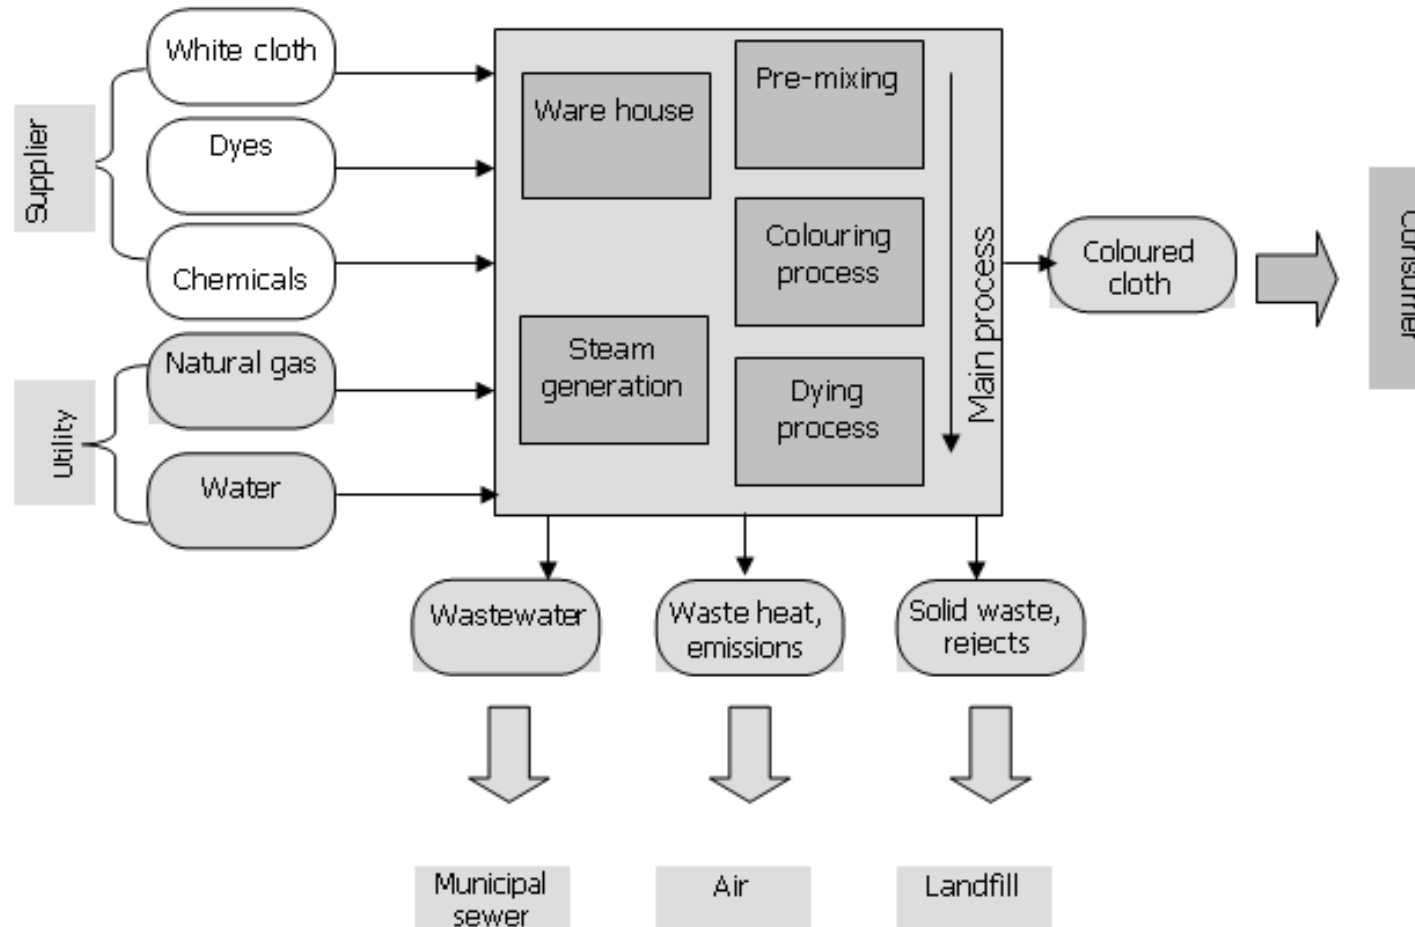 Supplier
White cloth
Dyes
Chemicals
Utility
Natural gas
Water
Ware house
Steam
generation
Pre-mixing
Colouring
process
Dying
process
Main process
Coloured
cloth
Consumer
Wastewater
Waste heat,
emissions
Solid waste,
rejects
Municipal
sewer
Air
Landfill